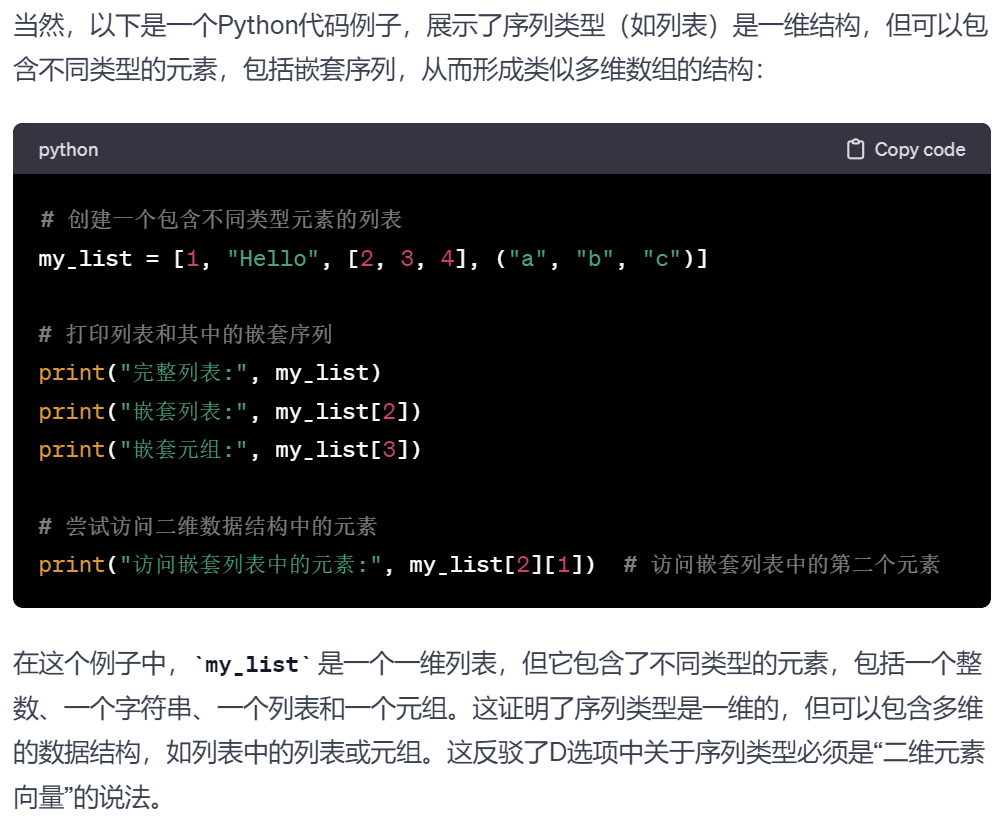 当然，以下是一个Python代码例子，展示了序列类型（如列表）是一维结构，但可以包
含不同类型的元素，包括嵌套序列，从而形成类似多维数组的结构：
python
Copy code
# 创建一个包含不同类型元素的列表
my_list = [1, "Hello", [2, 3, 4], ("a", "b", "c")]
# 打印列表和其中的嵌套序列
print("完整列表:", my_list)
print("嵌套列表:", my_list[2])
print("嵌套元组:", my_list[3])
# 尝试访问二维数据结构中的元素
print("访问嵌套列表中的元素:", my_list[2][1])  # 访问嵌套列表中的第二个元素
在这个例子中，`my_list` 是一个一维列表，但它包含了不同类型的元素，包括一个整
数、一个字符串、一个列表和一个元组。这证明了序列类型是一维的，但可以包含多维
的数据结构，如列表中的列表或元组。这反驳了D选项中关于序列类型必须是“二维元素
向量”的说法。